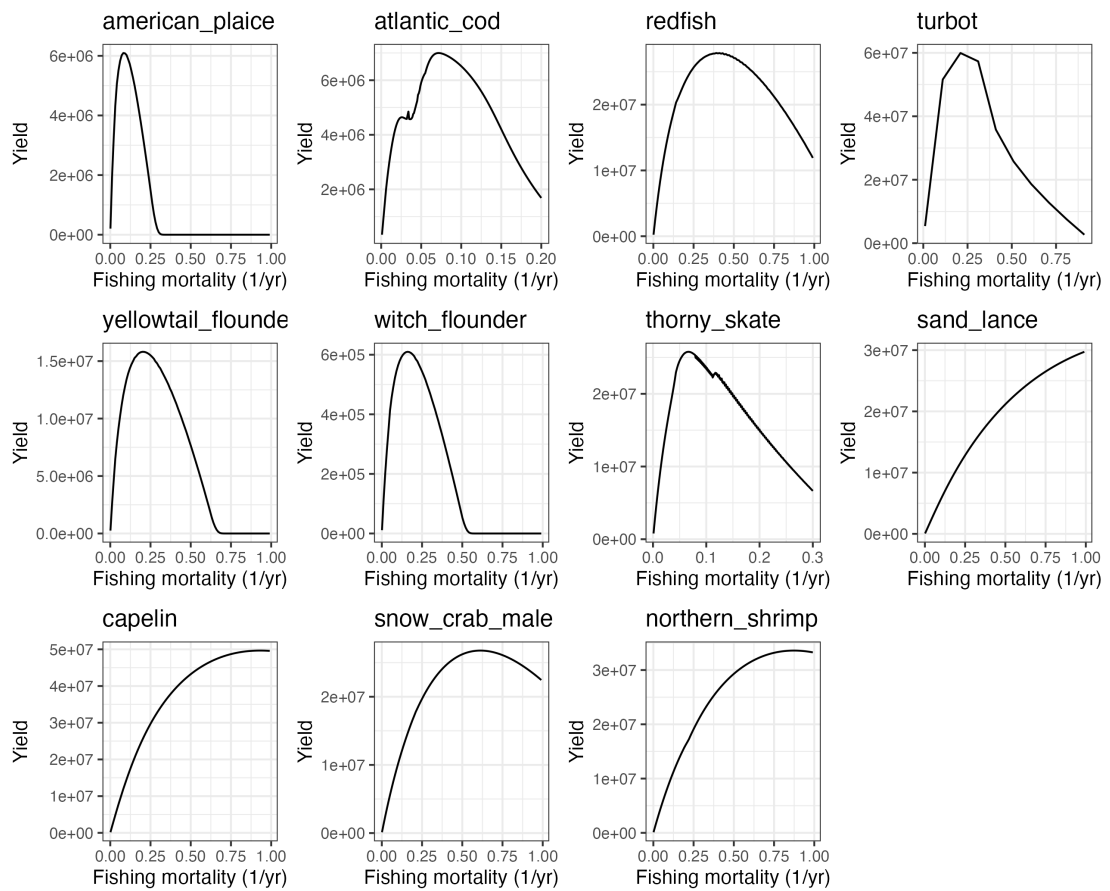 american_plaice
atlantic_cod
redfish
turbot
6e+06
4e+06
2e+06
0e+00
Yield
0.00 0.25 0.50 0.75 1.00
Fishing mortality (1/yr)
6e+06
4e+06
2e+06
Yield
0.00 0.05 0.10 0.15 0.20
Fishing mortality (1/yr)
2e+07
1e+07
0e+00
Yield
0.00 0.25 0.50 0.75 1.00
Fishing mortality (1/yr)
6e+07
4e+07
2e+07
0e+00
Yield
0.00 0.25 0.50 0.75
Fishing mortality (1/yr)
yellowtail_flounde
witch_flounder
thorny_skate
sand_lance
1.5e+07
1.0e+07
5.0e+06
0.0e+00
Yield
0.00 0.25 0.50 0.75 1.00
Fishing mortality (1/yr)
6e+05
4e+05
2e+05
0e+00
Yield
0.00 0.25 0.50 0.75 1.00
Fishing mortality (1/yr)
2e+07
1e+07
0e+00
Yield
0.0 0.1 0.2 0.3
Fishing mortality (1/yr)
3e+07
2e+07
1e+07
0e+00
Yield
0.00 0.25 0.50 0.75 1.00
Fishing mortality (1/yr)
capelin
snow_crab_male
northern_shrimp
5e+07
4e+07
3e+07
2e+07
1e+07
0e+00
Yield
0.00 0.25 0.50 0.75 1.00
Fishing mortality (1/yr)
2e+07
1e+07
0e+00
Yield
0.00 0.25 0.50 0.75 1.00
Fishing mortality (1/yr)
3e+07
2e+07
1e+07
0e+00
Yield
0.00 0.25 0.50 0.75 1.00
Fishing mortality (1/yr)